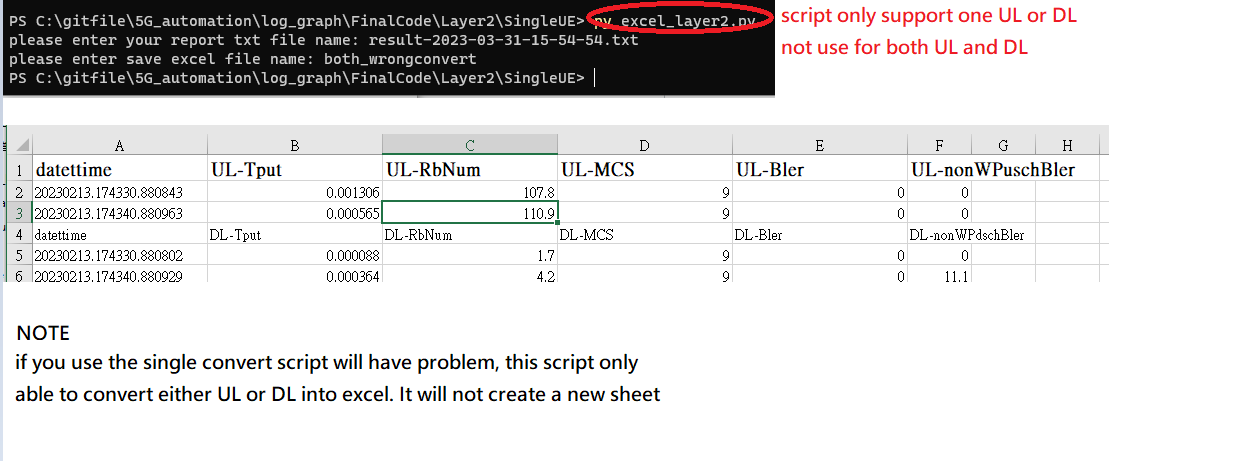 PS C:\gitfile\5G_automation\log_graph\FinalCode\Layer2\SingleUE> py excel_layer2.py
script only support one UL or DL
please enter your report txt file name: result-2023-03-31-15-54-54.txt
not use for both UL and DL
please enter save excel file name: both_wrongconvert
PS C:\gitfile\5G_automation\log_graph\FinalCode\Layer2\SingleUE>
A B C D E F G H
1 datettime UL-Tput UL-RbNum UL-MCS UL-Bler UL-nonWPuschBler
2 20230213.174330.880843 0.001306 107.8 9 0 0
3 20230213.174340.880963 0.000565 110.9 9 0 0
4 datettime DL-Tput DL-RbNum DL-MCS DL-Bler DL-nonWPdschBler
5 20230213.174330.880802 0.000088 1.7 9 0 0
6 20230213.174340.880929 0.000364 4.2 9 0 11.1
NOTE
if you use the single convert script will have problem, this script only
able to convert either UL or DL into excel. It will not create a new sheet